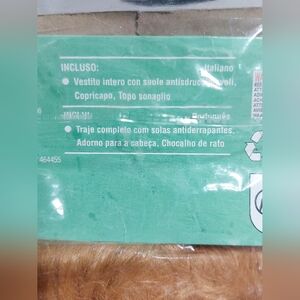 INCLUSO: Italiano
• Vestito intero con suole antisdrucciolevoli,
Copricapo, Topo sonaglio
Português
• Traje completo com solas antiderrapantes,
Adorno para a cabeça, Chocalho de rato
464455